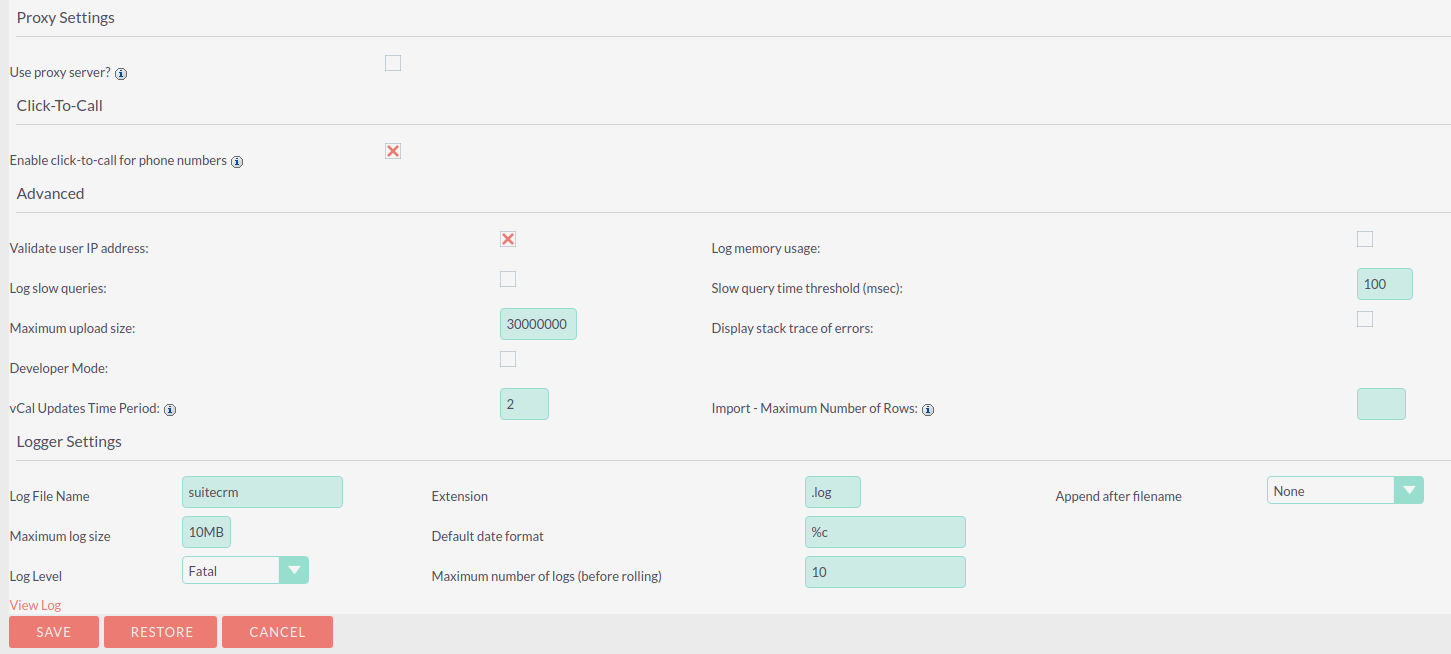 Proxy Settings
Use proxy server?
Click-To-Call
Enable click-to-call for phone numbers
Advanced
Validate user IP address: Log memory usage:
Log slow queries: Slow query time threshold (msec): 100
Maximum upload size: 30000000 Display stack trace of errors:
Developer Mode:
vCal Updates Time Period: 2 Import - Maximum Number of Rows:
Logger Settings
Log File Name suitecrm Extension .log Append after filename None
Maximum log size 10MB Default date format %c
Log Level Fatal Maximum number of logs (before rolling) 10
View Log
SAVE RESTORE CANCEL